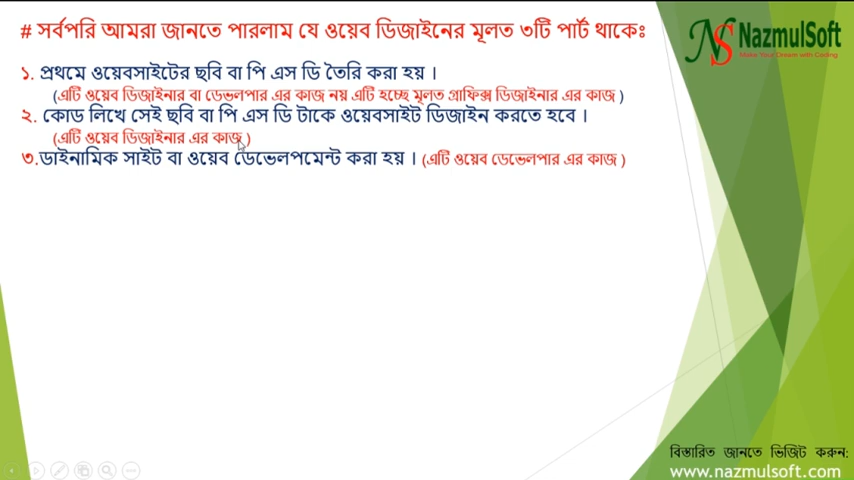 # সর্বপরি আমরা জানতে পারলাম যে ওয়েব ডিজাইনের মূলত ৩টি পার্ট থাকেঃ
NazmulSoft
Make Your Dream with Coding
১. প্রথমে ওয়েবসাইটের ছবি বা পি এস ডি তৈরি করা হয় ।
(এটি ওয়েব ডিজাইনার বা ডেভলপার এর কাজ নয় এটি হচ্ছে মূলত গ্রাফিক্স ডিজাইনার এর কাজ )
২. কোড লিখে সেই ছবি বা পি এস ডি টাকে ওয়েবসাইট ডিজাইন করতে হবে ।
(এটি ওয়েব ডিজাইনার এর কাজ )
৩.ডাইনামিক সাইট বা ওয়েব ডেভেলপমেন্ট করা হয় । (এটি ওয়েব ডেভেলপার এর কাজ )
বিস্তারিত জানতে ভিজিট করুন:
www.nazmulsoft.com